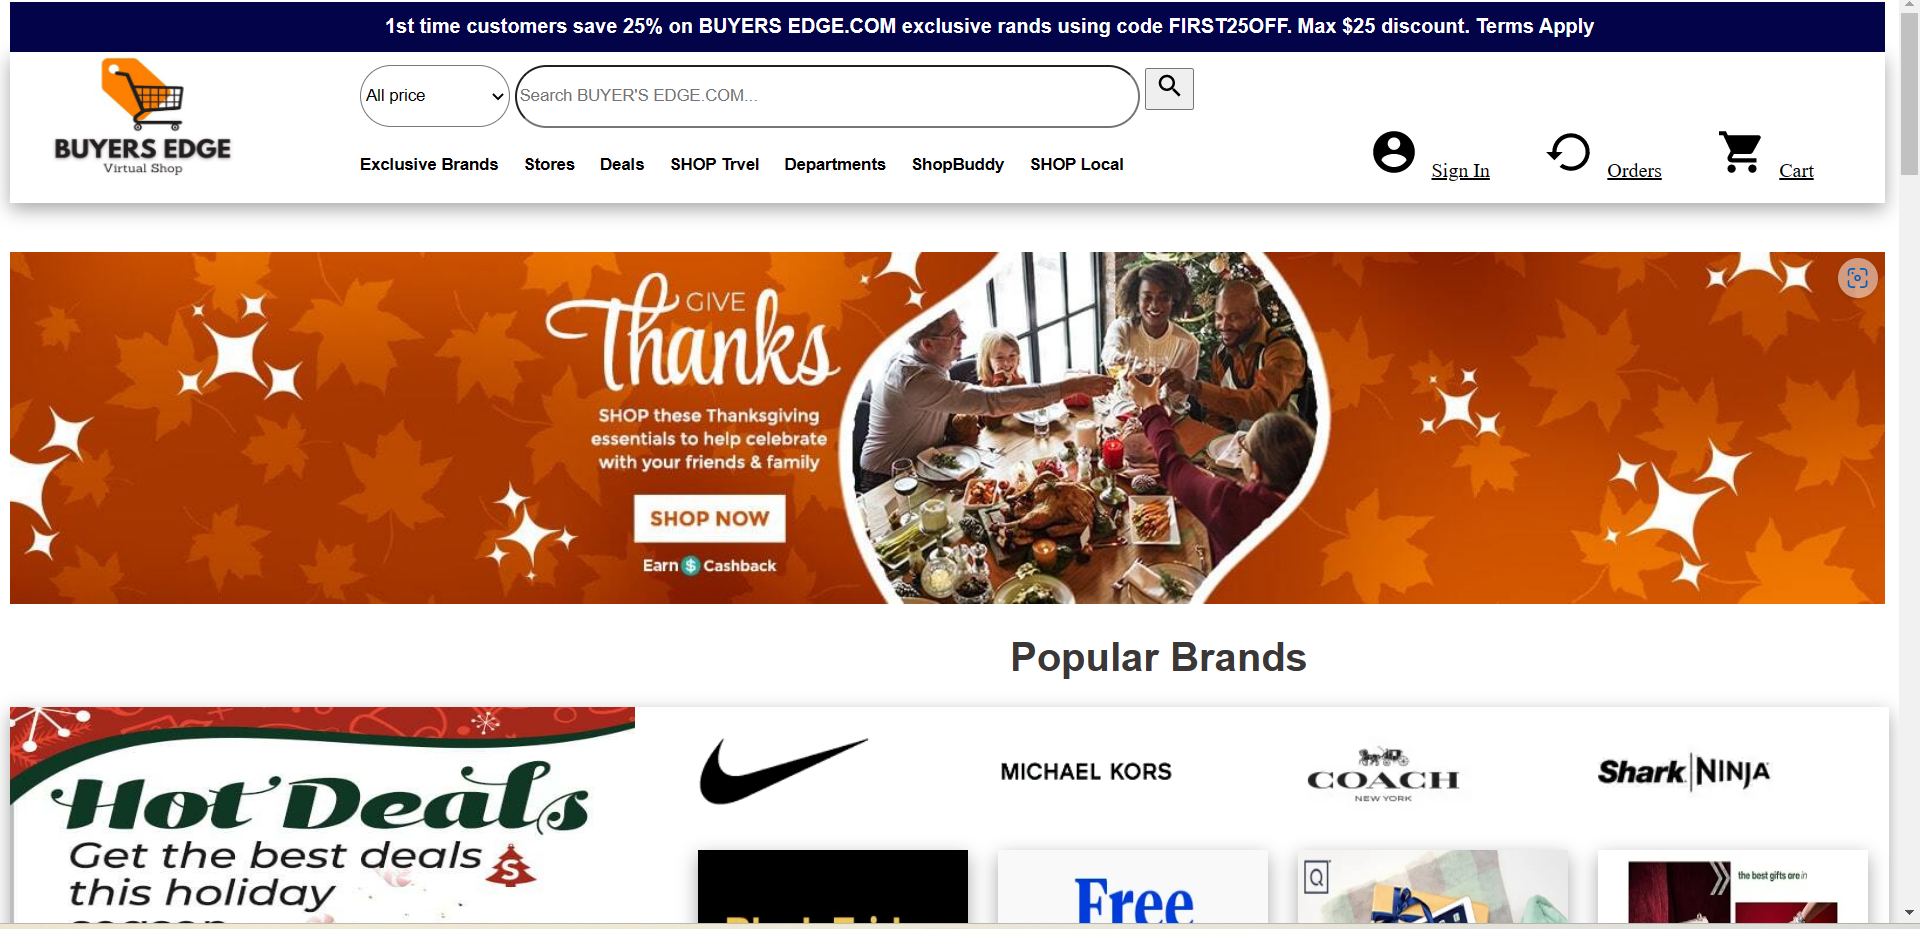 1st time customers save 25% on BUYERS EDGE.COM exclusive rands using code FIRST25OFF. Max $25 discount. Terms Apply
BUYERS EDGE
Virtual Shop
All price
Search BUYER'S EDGE.COM...
Exclusive Brands Stores Deals SHOP Trvel Departments ShopBuddy SHOP Local
Sign In
Orders
Cart
GIVE
Thanks
SHOP these Thanksgiving
essentials to help celebrate
with your friends & family
SHOP NOW
Earn $ Cashback
Popular Brands
Hot Deals
Get the best deals
this holiday
season
S
MICHAEL KORS
COACH
NEW YORK
Shark NINJA
Free
Q
the best gifts are in